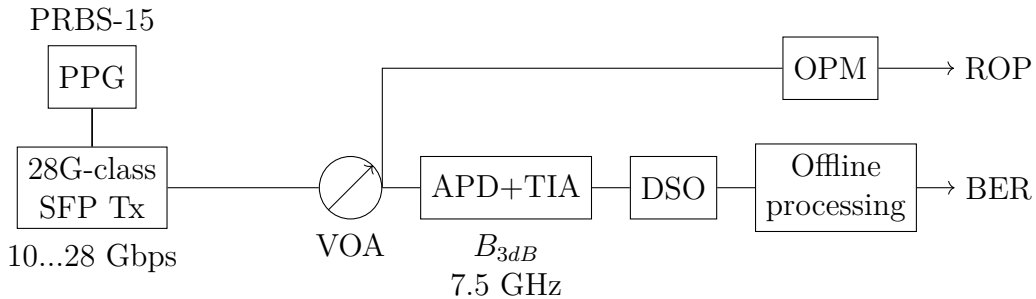 PRBS-15
PPG
28G-class
SFP Tx
10...28 Gbps
VOA
APD+TIA
B3dB
7.5 GHz
DSO
Offline
processing
BER
OPM
ROP